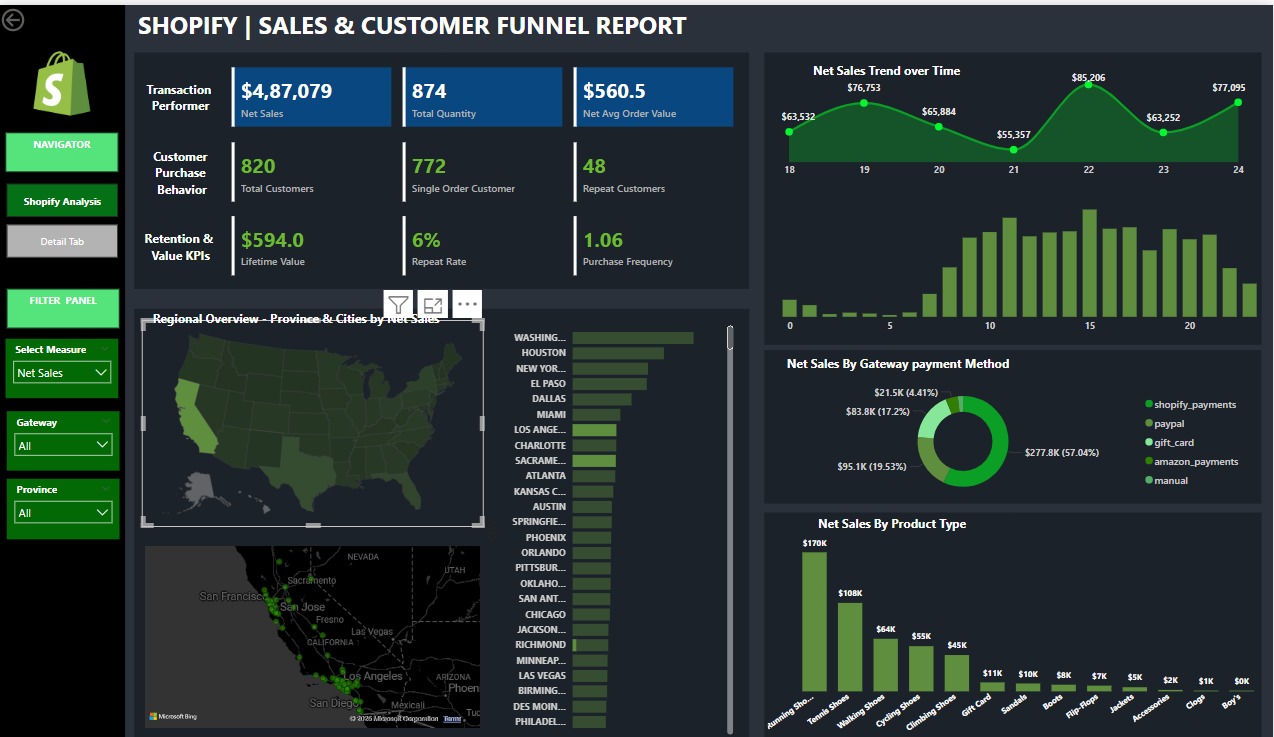 SHOPIFY | SALES & CUSTOMER FUNNEL REPORT
NAVIGATOR
Shopify Analysis
Detail Tab
FILTER PANEL
Select Measure
Net Sales
Gateway
All
Province
All
Transaction
Performer
$4,87,079
Net Sales
874
Total Quantity
$560.5
Net Avg Order Value
Customer
Purchase
Behavior
820
Total Customers
772
Single Order Customer
48
Repeat Customers
Retention &
Value KPIs
$594.0
Lifetime Value
6%
Repeat Rate
1.06
Purchase Frequency
Regional Overview - Province & Cities by Net Sales
NEVADA
UTAH
Sacramento
San Francisco
San Jose
Fresno
Las Vegas
CALIFORNIA
Los Angeles
ARIZONA
Phoen
San Diego
Mexicali
Tuc
Microsoft Bing
© 2025 Microsoft Corporation Terms
WASHING...
HOUSTON
NEW YOR...
EL PASO
DALLAS
MIAMI
LOS ANGE...
CHARLOTTE
SACRAME...
ATLANTA
KANSAS C...
AUSTIN
SPRINGFIE...
PHOENIX
ORLANDO
PITTSBUR...
OKLAHO...
SAN ANT...
CHICAGO
JACKSON...
RICHMOND
MINNEAP...
LAS VEGAS
BIRMING...
DES MOIN...
PHILADEL...
Net Sales Trend over Time
$63,532
$76,753
$65,884
$55,357
$85,206
$63,252
$77,095
18 19 20 21 22 23 24
0 5 10 15 20
Net Sales By Gateway payment Method
$21.5K (4.41%)
$83.8K (17.2%)
$95.1K (19.53%)
$277.8K (57.04%)
shopify_payments
paypal
gift_card
amazon_payments
manual
Net Sales By Product Type
$170K
$108K
$64K
$55K
$45K
$11K
$10K
$8K
$7K
$5K
$2K
$1K
$0K
unning Sho...
Tennis Shoes
Walking Shoes
Cycling Shoes
Climbing Shoes
Gift Card
Sandals
Boots
Flip-Flops
Jackets
Accessories
Clogs
Boy's